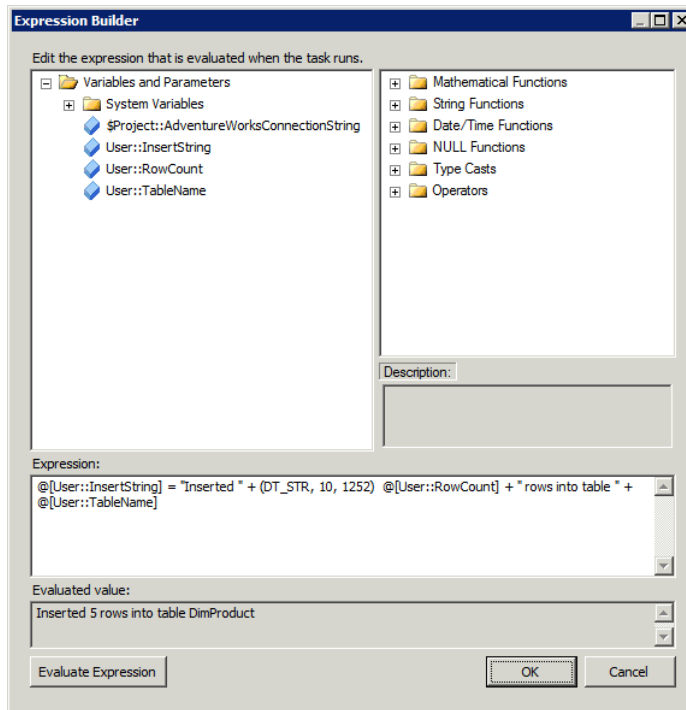 Expression Builder
Edit the expression that is evaluated when the task runs.
Variables and Parameters
System Variables
$Project::AdventureWorksConnectionString
User::InsertString
User::RowCount
User::TableName
Mathematical Functions
String Functions
Date/Time Functions
NULL Functions
Type Casts
Operators
Description:
Expression:
@[User::InsertString] = "Inserted " + (DT_STR, 10, 1252)  @[User::RowCount] + " rows into table " +
@[User::TableName]
Evaluated value:
Inserted 5 rows into table DimProduct
Evaluate Expression
OK
Cancel